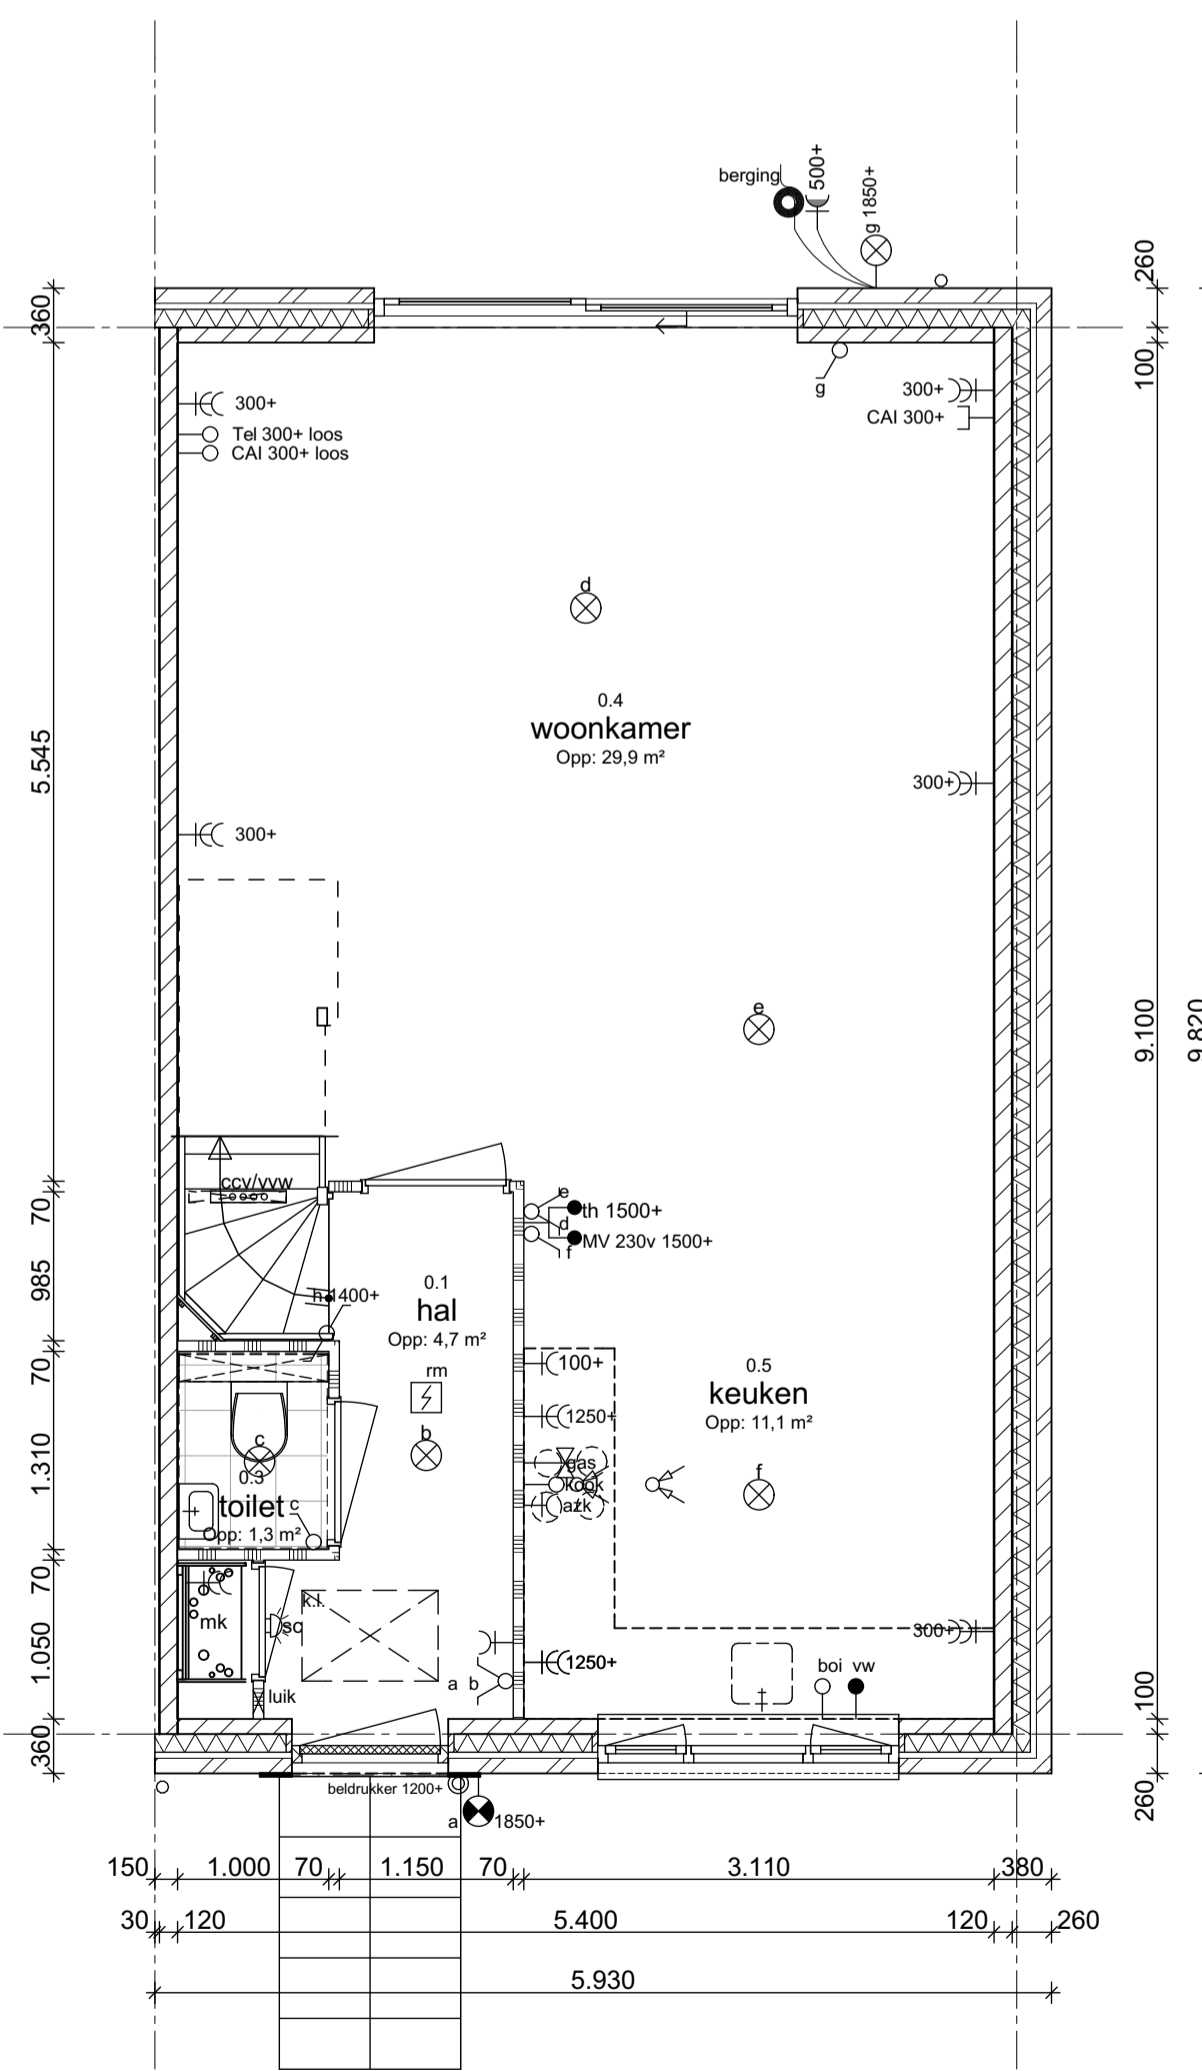 berging
500+
g 1850+
260
360
100
g
300+
300+
CAI 300+
Tel 300+ loos
CAI 300+ loos
d
0.4
woonkamer
Opp: 29,9 m²
5.545
300+
300+
e
9.100
9.820
ccv/vvw
70
e
th 1500+
d
MV 230v 1500+
f
985
h 1400+
0.1
hal
Opp: 4,7 m²
70
100+
0.5
keuken
Opp: 11,1 m²
rm
1250+
b
c
1.310
gas
kook
azk
f
0.3
toilet
c
Opp: 1,3 m²
70
k.l.
mk
sc
300+
1.050
1250+
boi
vw
a b
luik
100
360
beldrukker 1200+
a
1850+
260
150
1.000
70
1.150
70
3.110
380
30
120
5.400
120
260
5.930